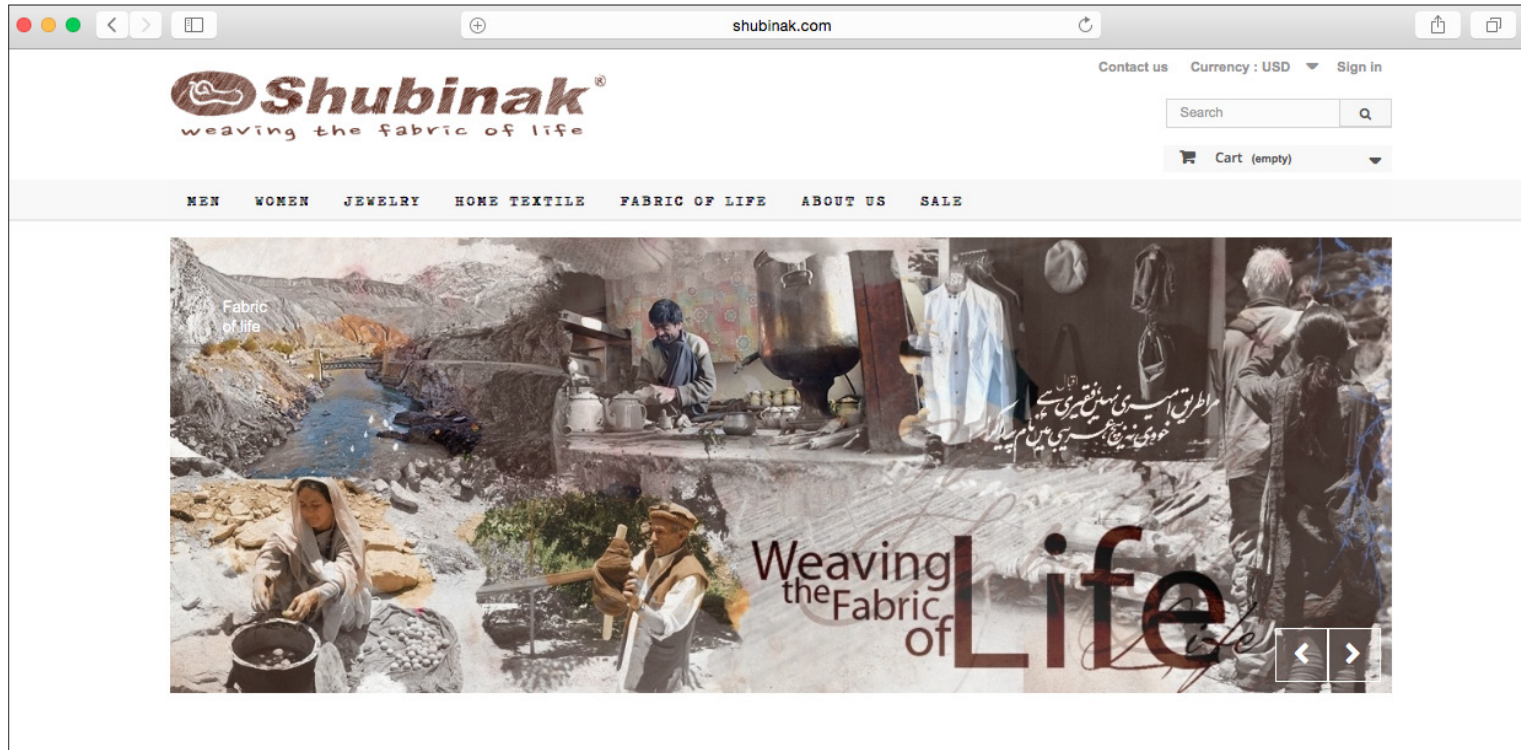 shubinak.com
Contact us Currency : USD Sign in
Shubinak®
weaving the fabric of life
Search
Cart (empty)
MEN WOMEN JEWELRY HOME TEXTILE FABRIC OF LIFE ABOUT US SALE
Fabric
of life
اقبال
مرا طریق امیری نہیں فقیری ہے
خودی نہ بیچ غریبی میں نام پیدا کر
Weaving
the Fabric
of Life
Life